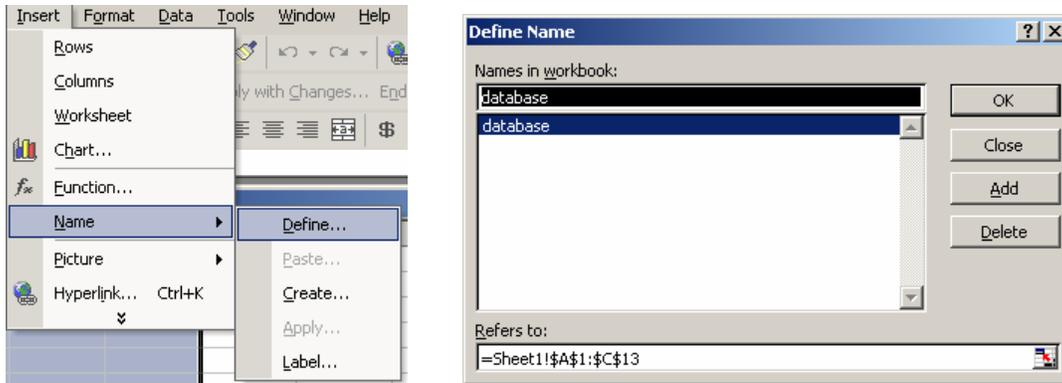 Insert Format Data Tools Window Help
Rows
Columns
Worksheet
Chart...
Function...
Name
Picture
Hyperlink... Ctrl+K
with Changes... End
Define...
Paste...
Create...
Apply...
Label...
Define Name
Names in workbook:
database
database
OK
Close
Add
Delete
Refers to:
=Sheet1!$A$1:$C$13